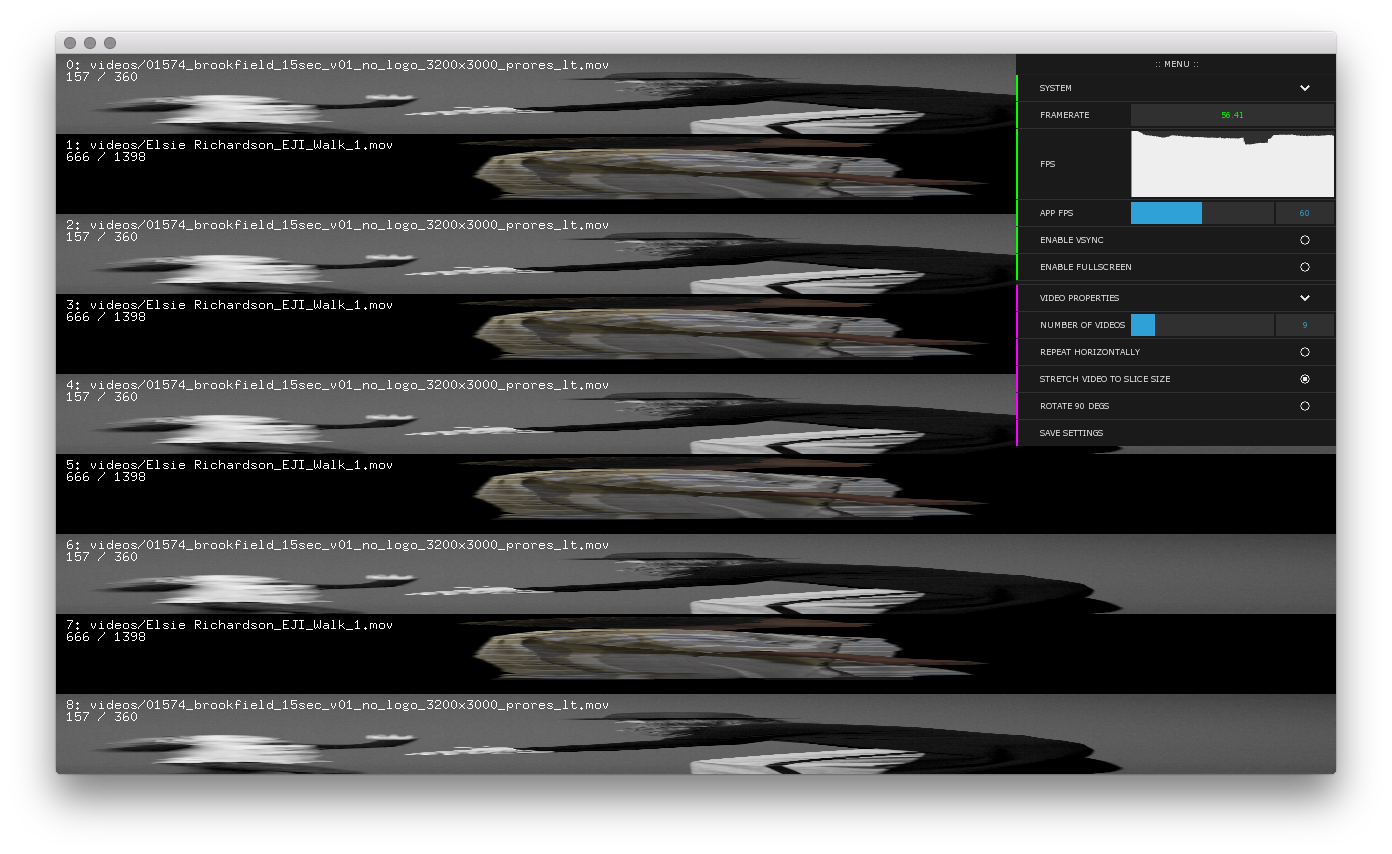 0: videos/01574_brookfield_15sec_v01_no_logo_3200x3000_prores_lt.mov
157 / 360
1: videos/Elsie Richardson_EJI_Walk_1.mov
666 / 1398
2: videos/01574_brookfield_15sec_v01_no_logo_3200x3000_prores_lt.mov
157 / 360
3: videos/Elsie Richardson_EJI_Walk_1.mov
666 / 1398
4: videos/01574_brookfield_15sec_v01_no_logo_3200x3000_prores_lt.mov
157 / 360
5: videos/Elsie Richardson_EJI_Walk_1.mov
666 / 1398
6: videos/01574_brookfield_15sec_v01_no_logo_3200x3000_prores_lt.mov
157 / 360
7: videos/Elsie Richardson_EJI_Walk_1.mov
666 / 1398
8: videos/01574_brookfield_15sec_v01_no_logo_3200x3000_prores_lt.mov
157 / 360
:: MENU ::
SYSTEM
FRAMERATE 56.41
FPS
APP FPS 60
ENABLE VSYNC
ENABLE FULLSCREEN
VIDEO PROPERTIES
NUMBER OF VIDEOS 9
REPEAT HORIZONTALLY
STRETCH VIDEO TO SLICE SIZE
ROTATE 90 DEGS
SAVE SETTINGS